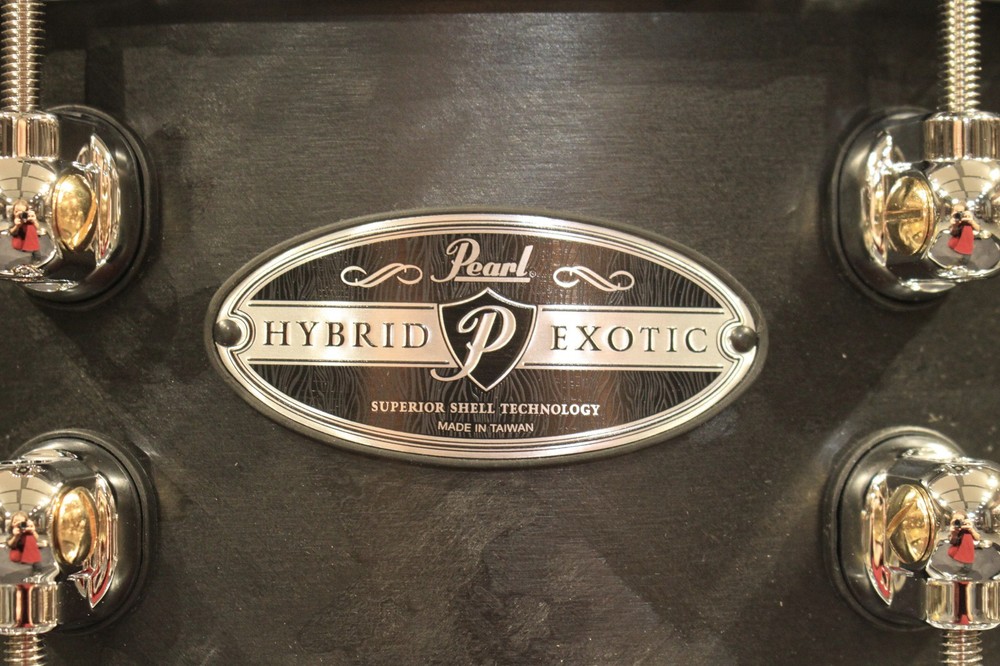 Pearl
HYBRID P EXOTIC
SUPERIOR SHELL TECHNOLOGY
MADE IN TAIWAN